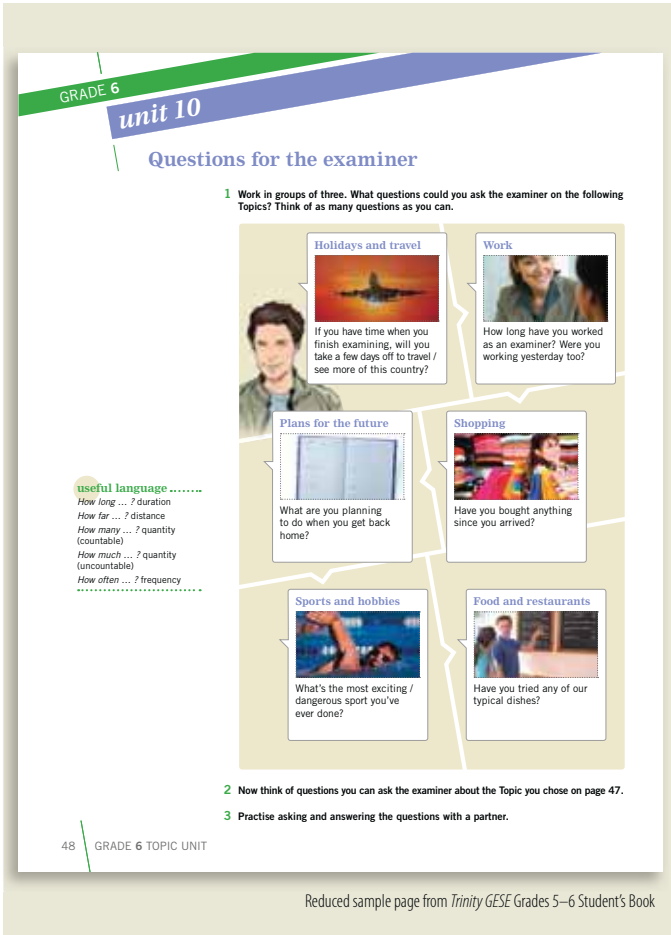 GRADE 6
unit 10
Questions for the examiner
1 Work in groups of three. What questions could you ask the examiner on the following
Topics? Think of as many questions as you can.
Holidays and travel
If you have time when you
finish examining, will you
take a few days off to travel /
see more of this country?
Work
How long have you worked
as an examiner? Were you
working yesterday too?
Plans for the future
What are you planning
to do when you get back
home?
Shopping
Have you bought anything
since you arrived?
useful language
How long ... ? duration
How far ... ? distance
How many ... ? quantity
(countable)
How much ... ? quantity
(uncountable)
How often ... ? frequency
Sports and hobbies
What's the most exciting /
dangerous sport you've
ever done?
Food and restaurants
Have you tried any of our
typical dishes?
2 Now think of questions you can ask the examiner about the Topic you chose on page 47.
3 Practise asking and answering the questions with a partner.
48 GRADE 6 TOPIC UNIT
Reduced sample page from Trinity GESE Grades 5–6 Student's Book